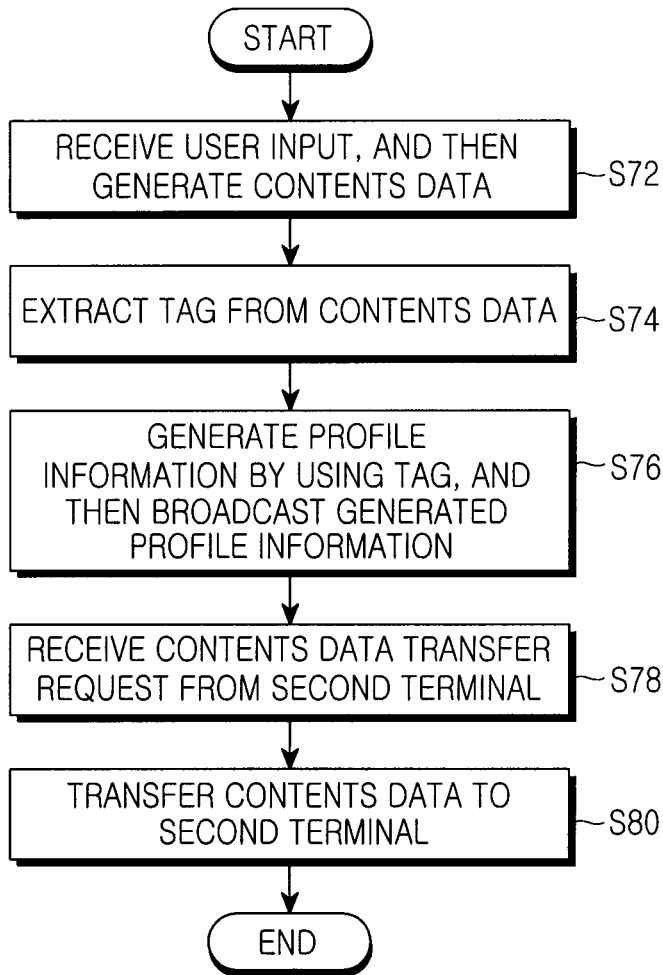 START
RECEIVE USER INPUT, AND THEN
GENERATE CONTENTS DATA
S72
EXTRACT TAG FROM CONTENTS DATA
S74
GENERATE PROFILE
INFORMATION BY USING TAG, AND
THEN BROADCAST GENERATED
PROFILE INFORMATION
S76
RECEIVE CONTENTS DATA TRANSFER
REQUEST FROM SECOND TERMINAL
S78
TRANSFER CONTENTS DATA TO
SECOND TERMINAL
S80
END